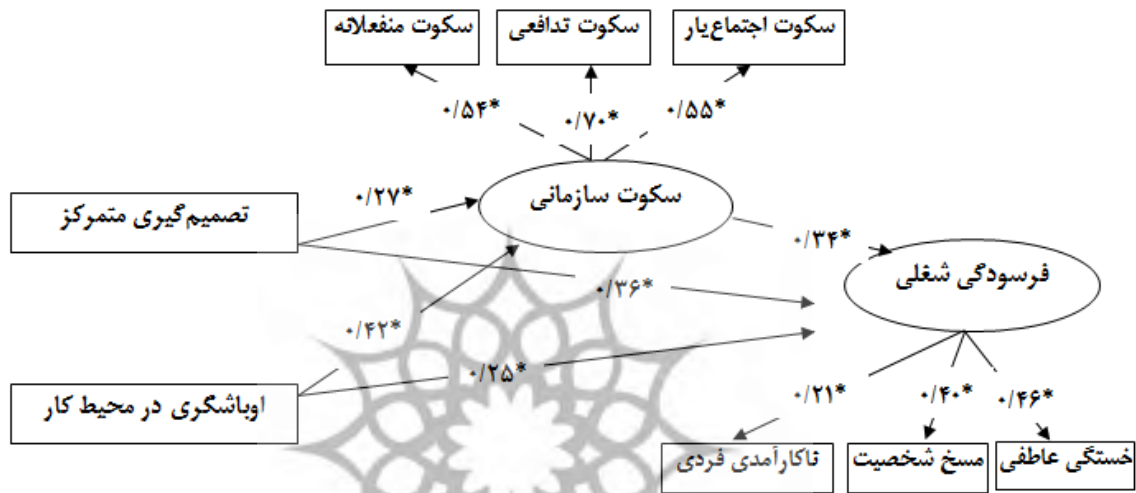 سکوت اجتماع‌یار
سکوت تدافعی
سکوت منفعلانه
۰/۵۵*
۰/۷۰*
۰/۵۴*
سکوت سازمانی
۰/۲۷*
تصمیم‌گیری متمرکز
۰/۳۴*
فرسودگی شغلی
۰/۳۶*
۰/۴۲*
۰/۲۵*
اوباشگری در محیط کار
۰/۴۶*
۰/۴۰*
۰/۲۱*
خستگی عاطفی
مسخ شخصیت
ناکارآمدی فردی